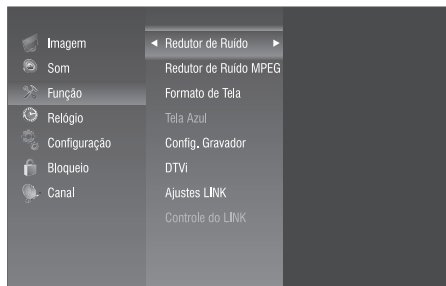 Imagem
Som
Função
Relógio
Configuração
Bloqueio
Canal
Redutor de Ruído
Redutor de Ruído MPEG
Formato de Tela
Tela Azul
Config. Gravador
DTVi
Ajustes LINK
Controle do LINK